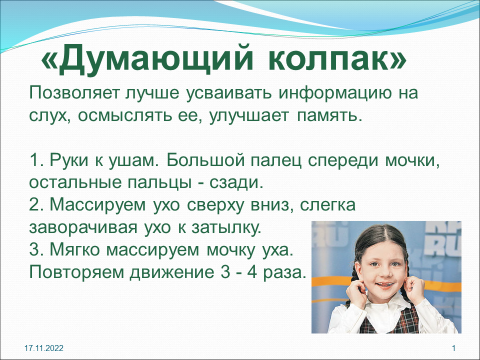 «Думающий колпак»
Позволяет лучше усваивать информацию на
слух, осмыслять ее, улучшает память.
1. Руки к ушам. Большой палец спереди мочки,
остальные пальцы - сзади.
2. Массируем ухо сверху вниз, слегка
заворачивая ухо к затылку.
3. Мягко массируем мочку уха.
Повторяем движение 3 - 4 раза.
17.11.2022
1